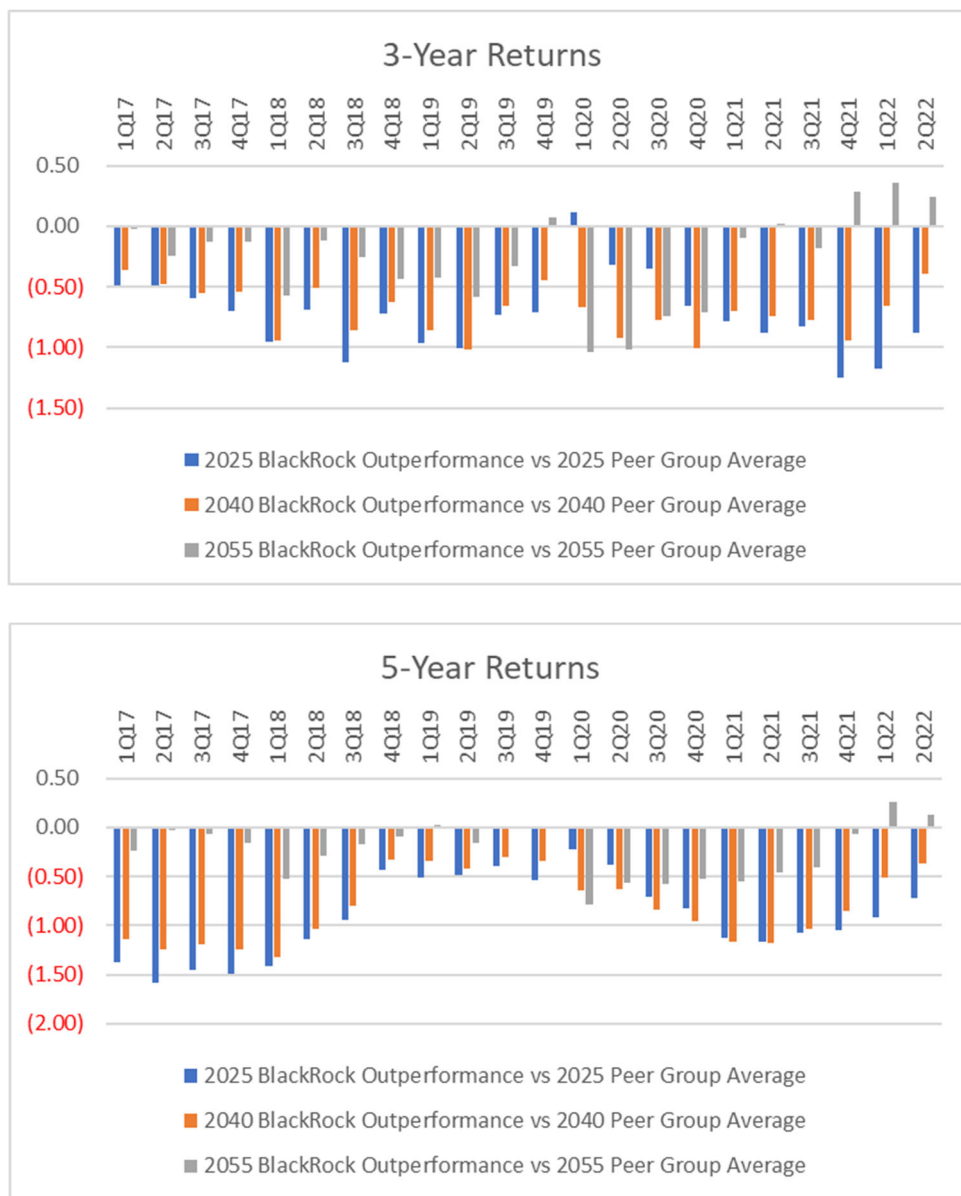 3-Year Returns
1Q17 2Q17 3Q17 4Q17 1Q18 2Q18 3Q18 4Q18 1Q19 2Q19 3Q19 4Q19 1Q20 2Q20 3Q20 4Q20 1Q21 2Q21 3Q21 4Q21 1Q22 2Q22
0.50
0.00
(0.50)
(1.00)
(1.50)
2025 BlackRock Outperformance vs 2025 Peer Group Average
2040 BlackRock Outperformance vs 2040 Peer Group Average
2055 BlackRock Outperformance vs 2055 Peer Group Average
5-Year Returns
1Q17 2Q17 3Q17 4Q17 1Q18 2Q18 3Q18 4Q18 1Q19 2Q19 3Q19 4Q19 1Q20 2Q20 3Q20 4Q20 1Q21 2Q21 3Q21 4Q21 1Q22 2Q22
0.50
0.00
(0.50)
(1.00)
(1.50)
(2.00)
2025 BlackRock Outperformance vs 2025 Peer Group Average
2040 BlackRock Outperformance vs 2040 Peer Group Average
2055 BlackRock Outperformance vs 2055 Peer Group Average